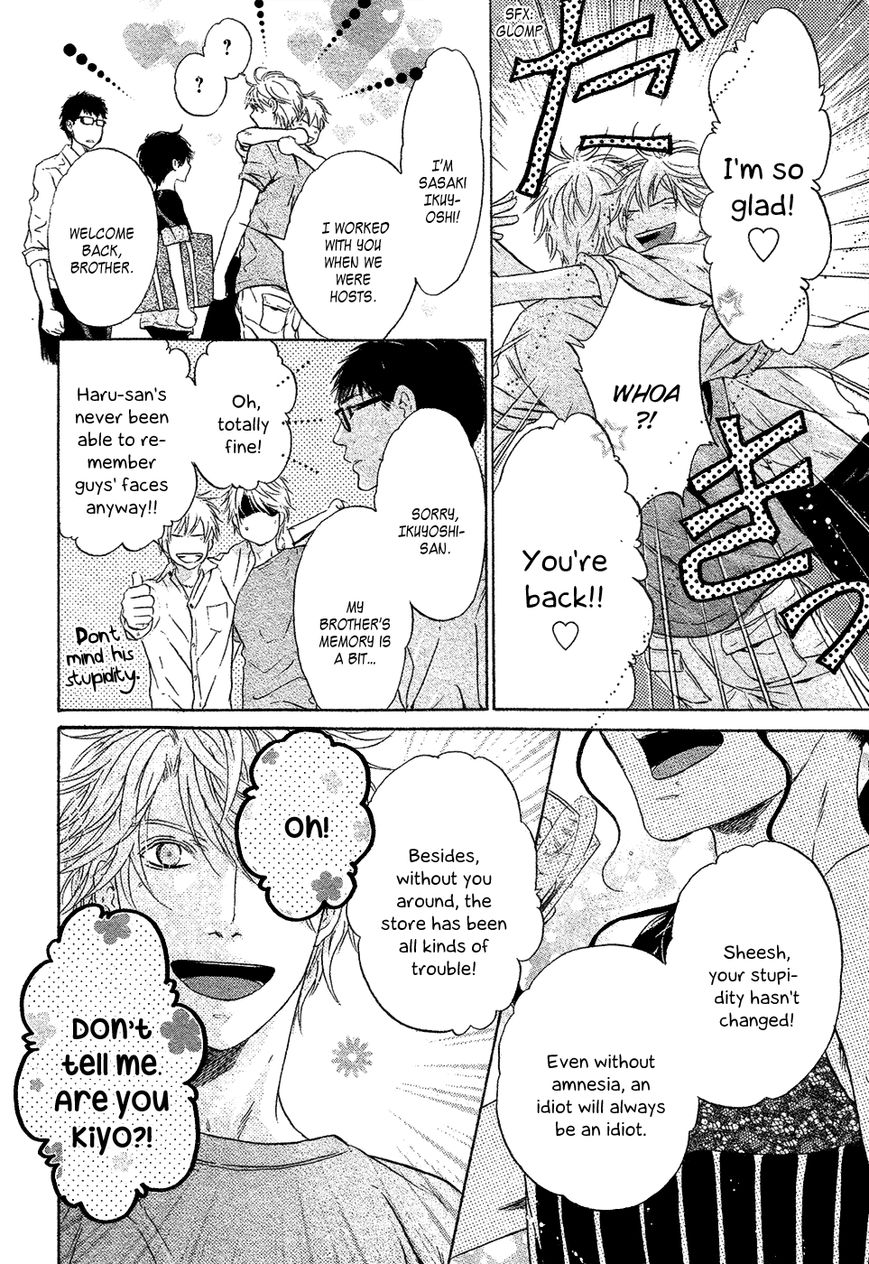 SFX:
GLOMP
ダ
I'm so
glad!
♡
WHOA
?!
きっ
You're
back!!
♡
I'M
SASAKI
IKUY-
OSHI!
I WORKED
WITH YOU
WHEN WE
WERE
HOSTS.
?
?
WELCOME
BACK,
BROTHER.
SORRY,
IKUYOSHI-
SAN.
MY
BROTHER'S
MEMORY IS
A BIT...
Oh,
totally
fine!
Haru-san's
never been
able to re-
member
guys' faces
anyway!!
Don't
mind his
stupidity.
Sheesh,
your stupi-
dity hasn't
changed!
Even without
amnesia, an
idiot will always
be an idiot.
Besides,
without you
around, the
store has been
all kinds of
trouble!
Oh!
Don't
tell me.
Are you
Kiyo?!